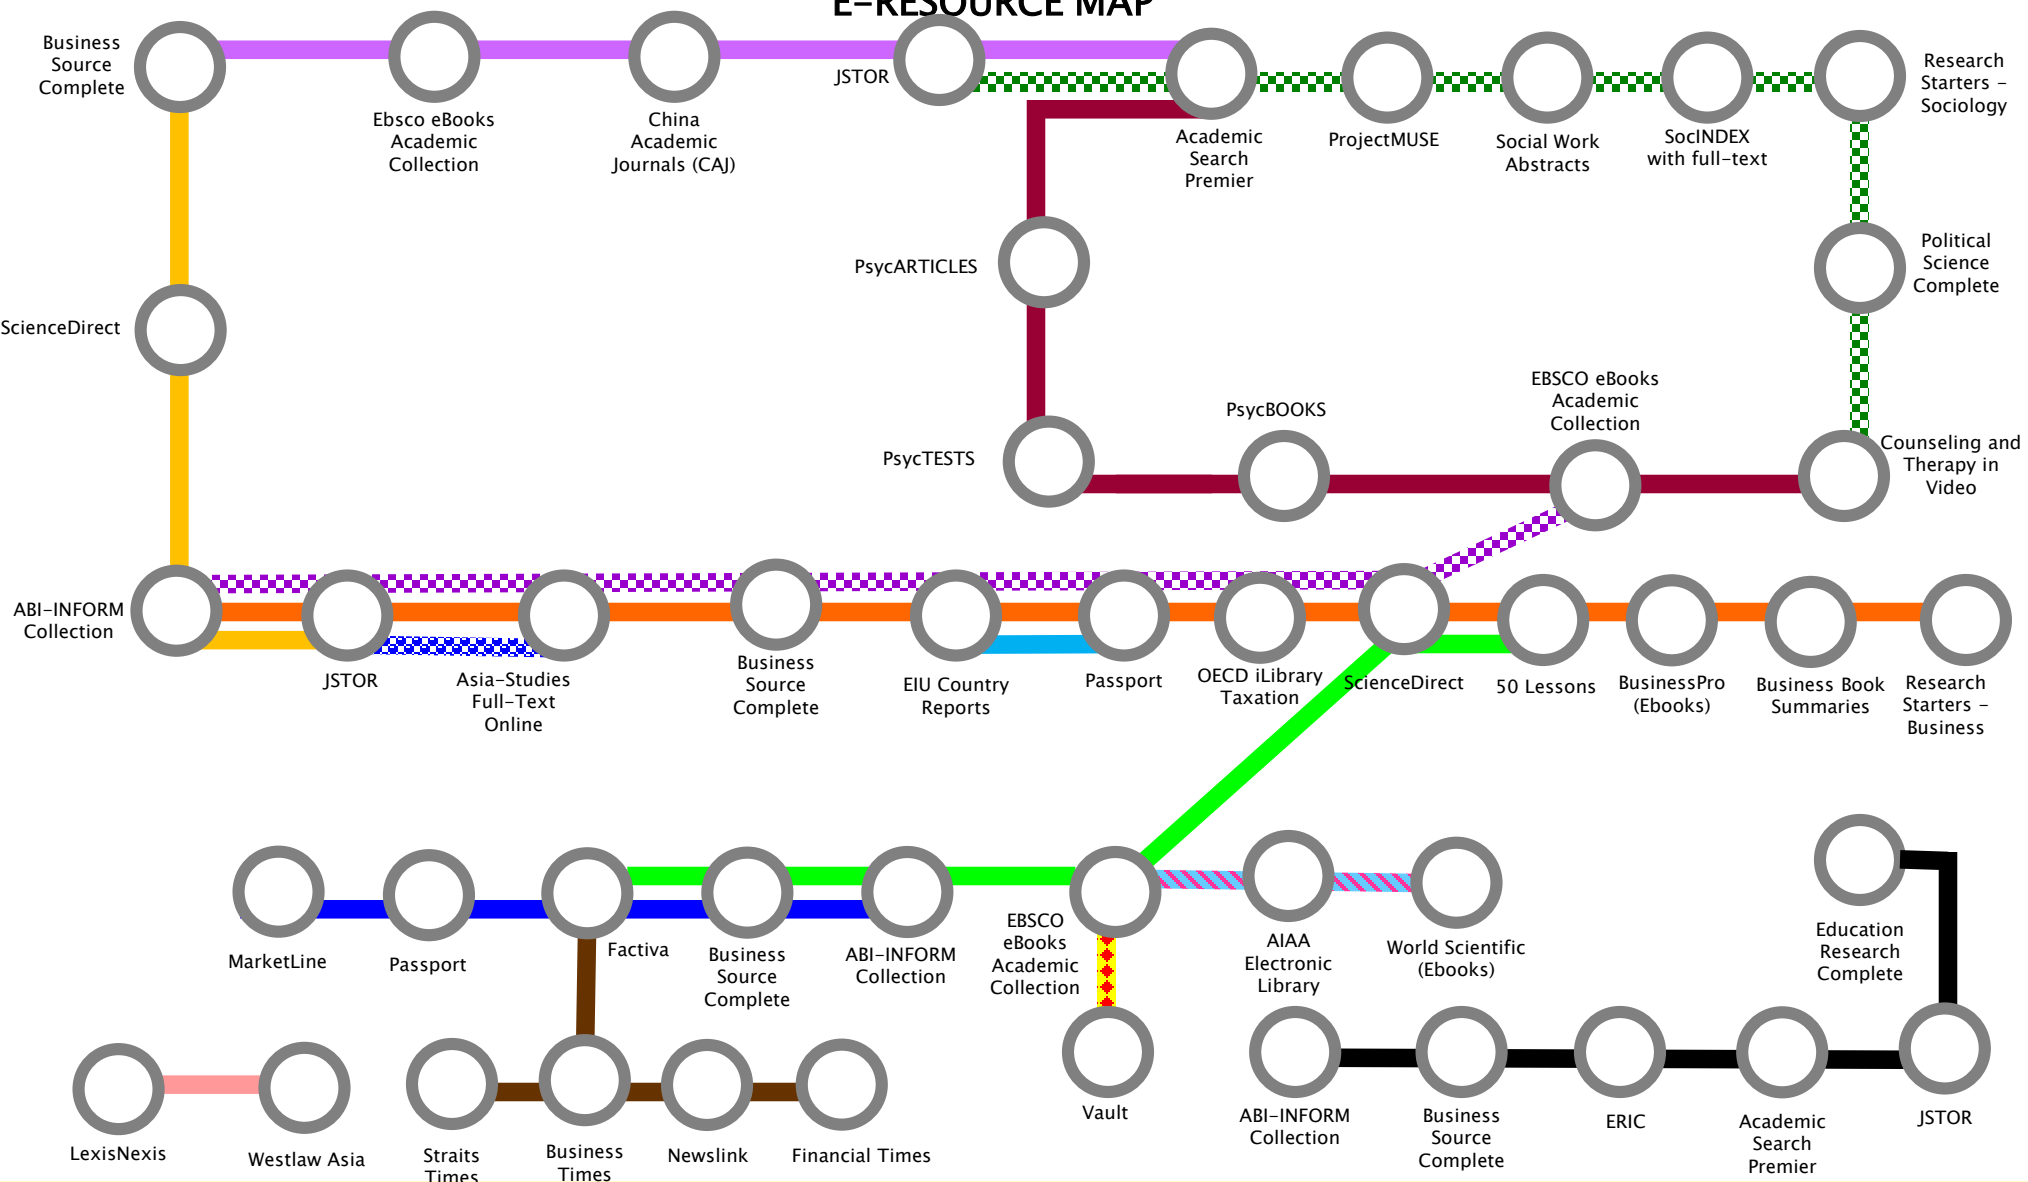 E-RESOURCE MAP
Business
Source
Complete
Ebsco eBooks
Academic
Collection
China
Academic
Journals (CAJ)
JSTOR
Academic
Search
Premier
ProjectMUSE
Social Work
Abstracts
SocINDEX
with full-text
Research
Starters -
Sociology
PsycARTICLES
Political
Science
Complete
ScienceDirect
PsycTESTS
PsycBOOKS
EBSCO eBooks
Academic
Collection
Counseling and
Therapy in
Video
ABI-INFORM
Collection
JSTOR
Asia-Studies
Full-Text
Online
Business
Source
Complete
EIU Country
Reports
Passport
OECD iLibrary
Taxation
ScienceDirect
50 Lessons
BusinessPro
(Ebooks)
Business Book
Summaries
Research
Starters -
Business
MarketLine
Passport
Factiva
Business
Source
Complete
ABI-INFORM
Collection
EBSCO
eBooks
Academic
Collection
AIAA
Electronic
Library
World Scientific
(Ebooks)
Education
Research
Complete
LexisNexis
Westlaw Asia
Straits
Times
Business
Times
Newslink
Financial Times
Vault
ABI-INFORM
Collection
Business
Source
Complete
ERIC
Academic
Search
Premier
JSTOR